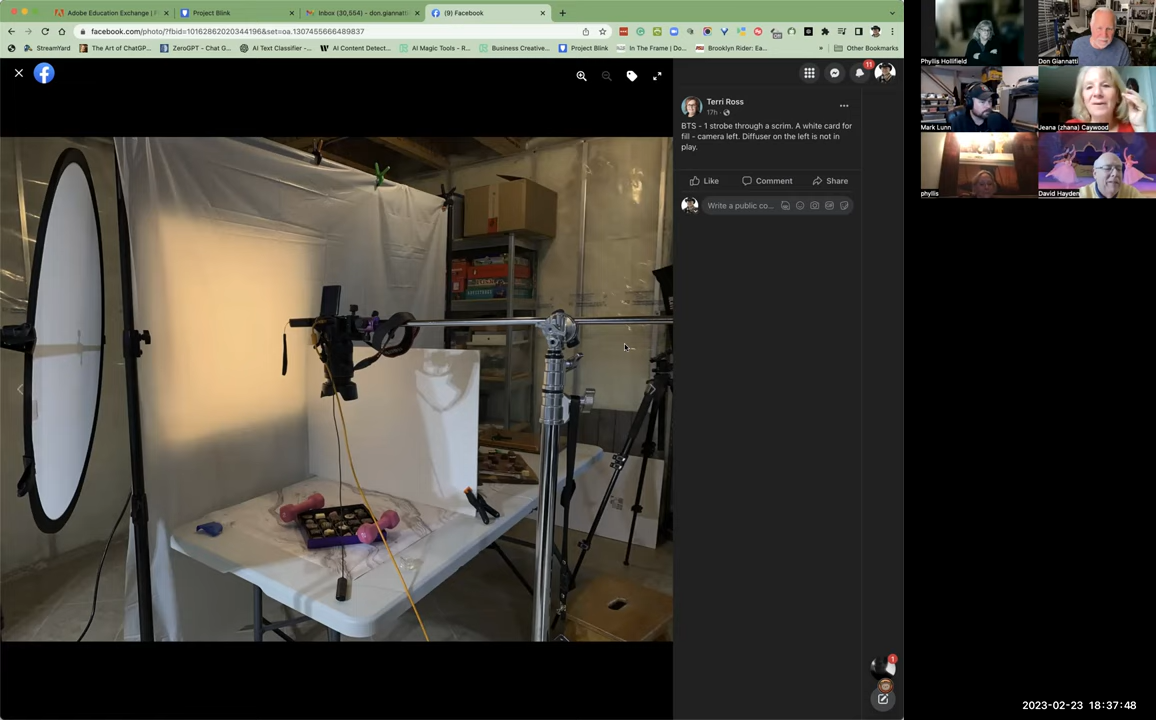 Adobe Education Exchange | F
Project Blink
Inbox (30,554) - don.giannatti
(9) Facebook
facebook.com/photo/?fbid=10162862020344196&set=oa.1307455666489837
StreamYard
The Art of ChatGP...
ZeroGPT - Chat G...
AI Text Classifier -...
AI Content Detect...
AI Magic Tools - R...
Business Creative...
Project Blink
In The Frame | Do...
Brooklyn Rider: Ea...
»
Other Bookmarks
11
Terri Ross
17h
BTS - 1 strobe through a scrim. A white card for
fill - camera left. Diffuser on the left is not in
play.
Like
Comment
Share
Write a public co...
1
Phyllis Hollifield
Don Giannatti
Mark Lunn
Jeana (zhana) Caywood
phyllis
David Hayden
2023-02-23 18:37:48